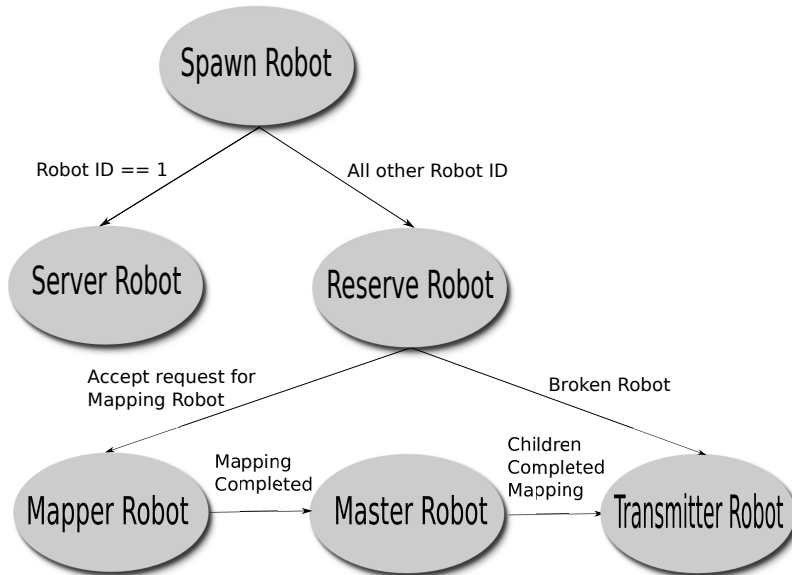 Spawn Robot
Robot ID == 1
All other Robot ID
Server Robot
Reserve Robot
Accept request for
Mapping Robot
Broken Robot
Mapping
Completed
Children
Completed
Mapping
Mapper Robot
Master Robot
Transmitter Robot